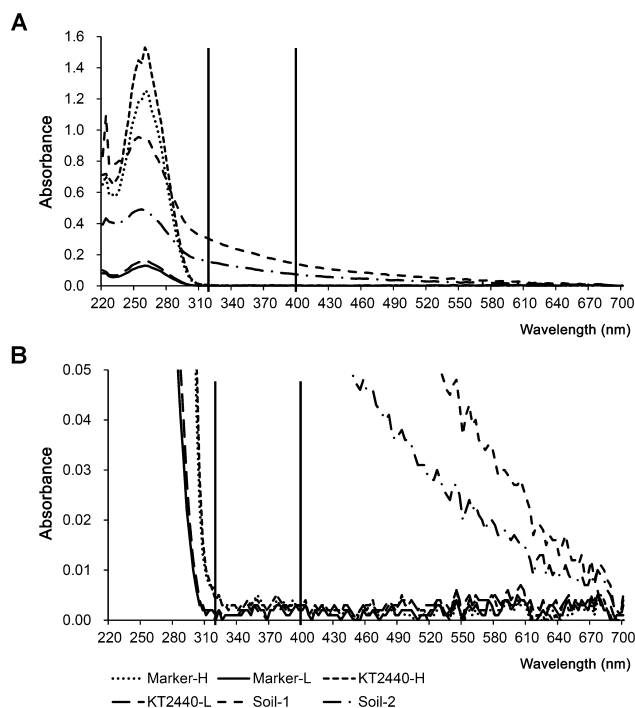 A
Absorbance
1.6
1.4
1.2
1.0
0.8
0.6
0.4
0.2
0.0
220 250 280 310 340 370 400 430 460 490 520 550 580 610 640 670 700
Wavelength (nm)
B
Absorbance
0.05
0.04
0.03
0.02
0.01
0.00
220 250 280 310 340 370 400 430 460 490 520 550 580 610 640 670 700
Wavelength (nm)
Marker-H Marker-L KT2440-H
KT2440-L Soil-1 Soil-2